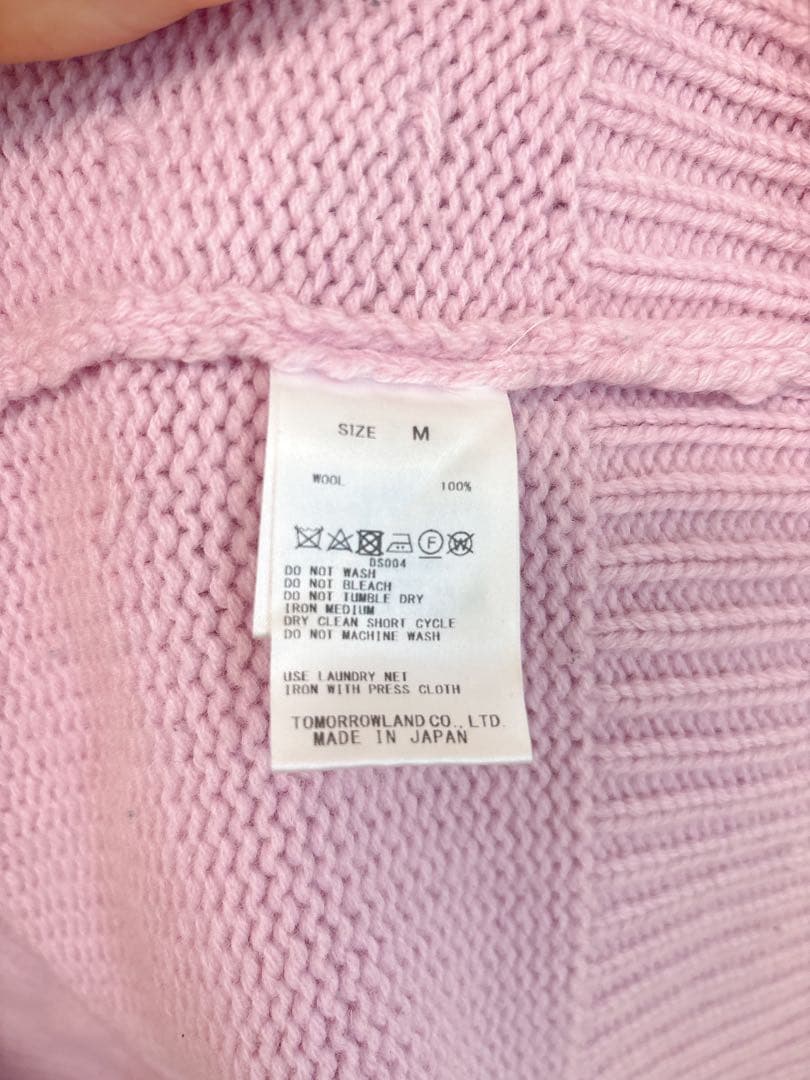 SIZE M
WOOL 100%
F W
DS004
DO NOT WASH
DO NOT BLEACH
DO NOT TUMBLE DRY
IRON MEDIUM
DRY CLEAN SHORT CYCLE
DO NOT MACHINE WASH
USE LAUNDRY NET
IRON WITH PRESS CLOTH
TOMORROWLAND CO., LTD.
MADE IN JAPAN